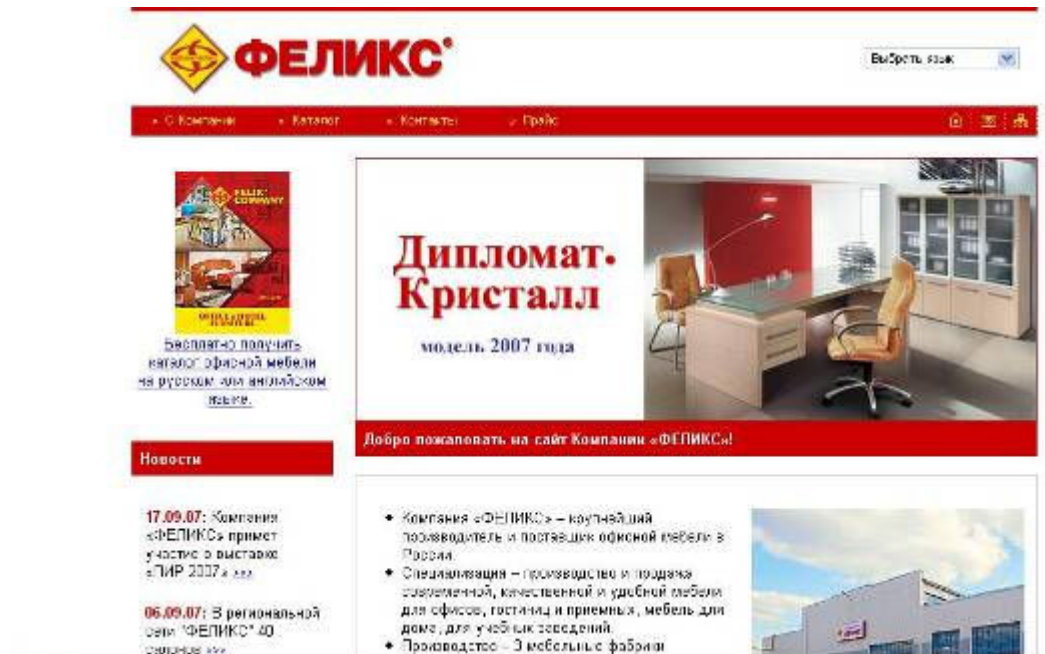 ФЕЛИКС
Выбрать язык
О Компании
Каталог
Контакты
Прайс
FELIX
COMPANY
Дипломат-
Кристалл
модель 2007 года
Бесплатно получить
каталог офисной мебели
на русском или английском
языке.
Добро пожаловать на сайт Компании «ФЕЛИКС»!
Новости
17.09.07: Компания
«ФЕЛИКС» примет
участие в выставке
«ПИР 2007» »»»
06.09.07: В региональной
сети "ФЕЛИКС" 40
салонов »»»
Компания «ФЕЛИКС» – крупнейший
производитель и поставщик офисной мебели в
России.
Специализация – производство и продажа
современной, качественной и удобной мебели
для офисов, гостиниц и приемных, мебель для
дома, для учебных заведений.
Производство – 3 мебельные фабрики